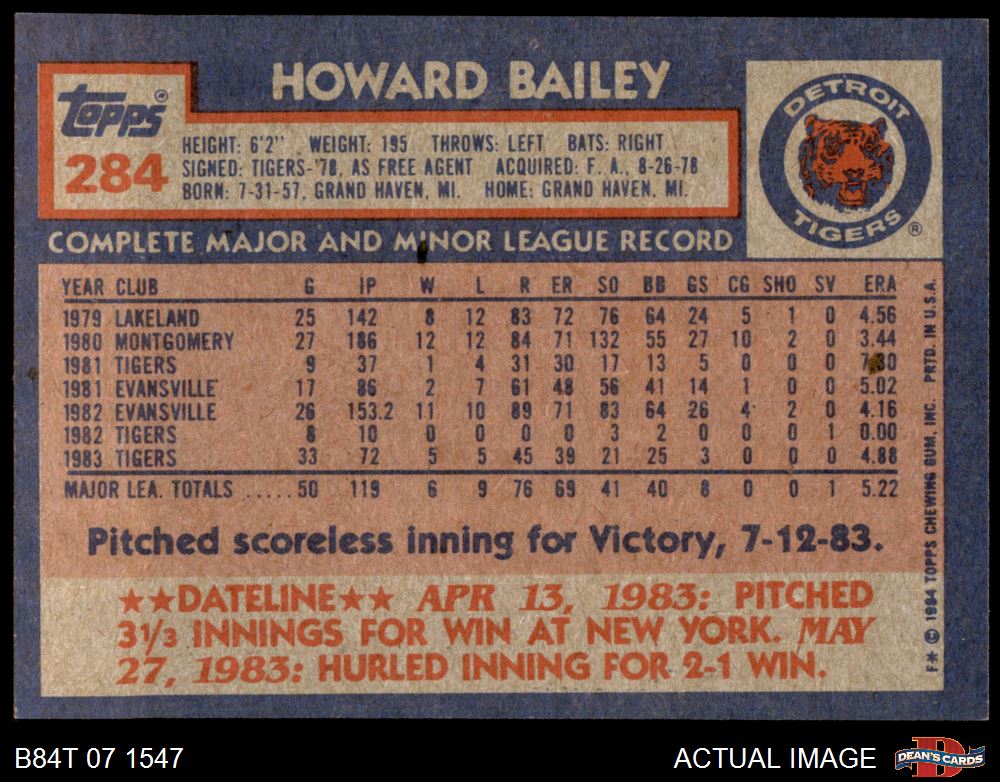 HOWARD BAILEY
Topps®
284
HEIGHT: 6'2" WEIGHT: 195 THROWS: LEFT BATS: RIGHT
SIGNED: TIGERS-'78, AS FREE AGENT ACQUIRED: F. A., 8-26-78
BORN: 7-31-57, GRAND HAVEN, MI. HOME: GRAND HAVEN, MI.
DETROIT
TIGERS
®
COMPLETE MAJOR AND MINOR LEAGUE RECORD
YEAR CLUB G IP W L R ER SO BB GS CG SHO SV ERA
1979 LAKELAND 25 142 8 12 83 72 76 64 24 5 1 0 4.56
1980 MONTGOMERY 27 186 12 12 84 71 132 55 27 10 2 0 3.44
1981 TIGERS 9 37 1 4 31 30 17 13 5 0 0 0 7.30
1981 EVANSVILLE 17 86 2 7 61 48 56 41 14 1 0 0 5.02
1982 EVANSVILLE 26 153.2 11 10 89 71 83 64 26 4 2 0 4.16
1982 TIGERS 8 10 0 0 0 0 3 2 0 0 0 1 0.00
1983 TIGERS 33 72 5 5 45 39 21 25 3 0 0 0 4.88
MAJOR LEA. TOTALS .....50 119 6 9 76 69 41 40 8 0 0 1 5.22
Pitched scoreless inning for Victory, 7-12-83.
★★DATELINE★★ APR 13, 1983: PITCHED
3⅓ INNINGS FOR WIN AT NEW YORK. MAY
27, 1983: HURLED INNING FOR 2-1 WIN.
F* © 1984 TOPPS CHEWING GUM, INC. PRTD. IN U.S.A.
B84T 07 1547
ACTUAL IMAGE
D
DEAN'S CARDS